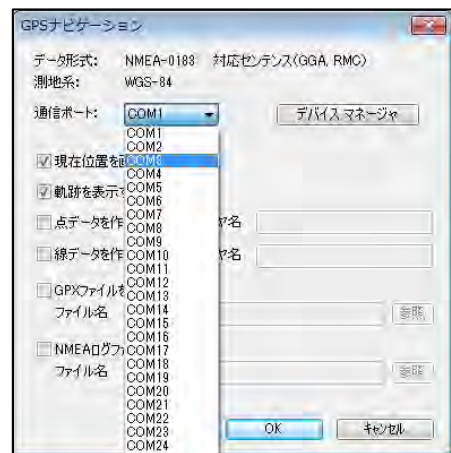 GPSナビゲーション
データ形式: NMEA-0183 対応センテンス(GGA, RMC)
測地系: WGS-84
通信ポート: COM1 デバイス マネージャ
COM1
COM2
COM3
現在位置を
COM4
軌跡を表示
COM5
COM6
COM7
点データを作 ヤ名
COM8
COM9
線データを作 ヤ名
COM10
COM11
COM12
GPXファイルを
COM13
ファイル名 参照
COM14
COM15
COM16
NMEAログフ
COM17
COM18
ファイル名 参照
COM19
COM20
COM21
COM22
OK キャンセル
COM23
COM24